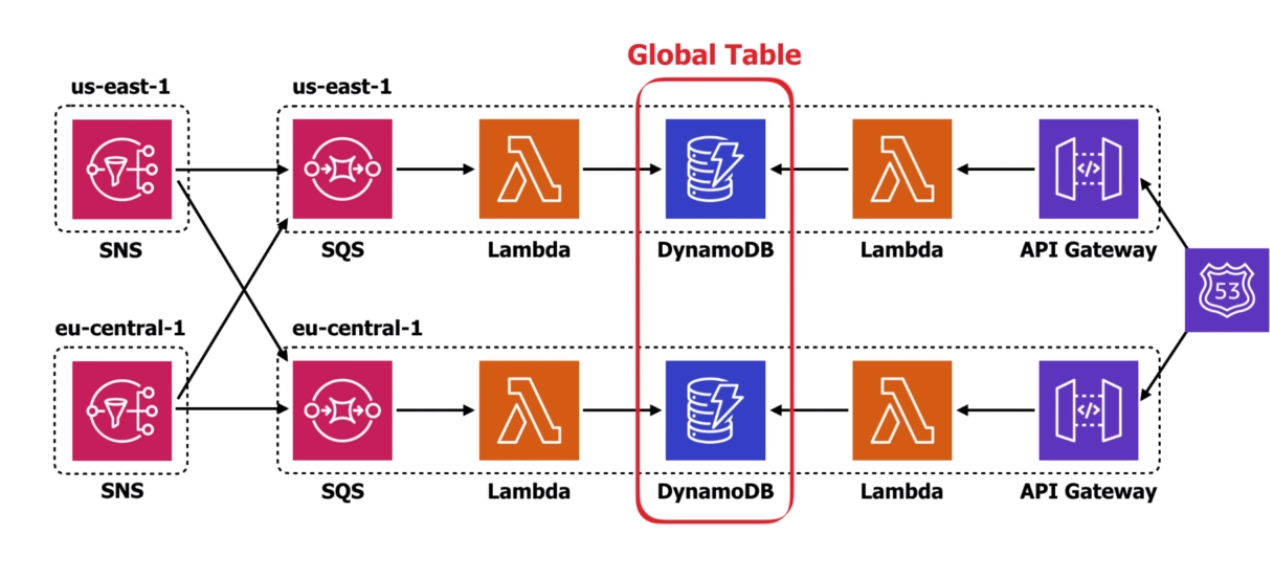 Global Table
us-east-1
us-east-1
</>
SNS
SQS
Lambda
DynamoDB
Lambda
API Gateway
53
eu-central-1
eu-central-1
</>
SNS
SQS
Lambda
DynamoDB
Lambda
API Gateway